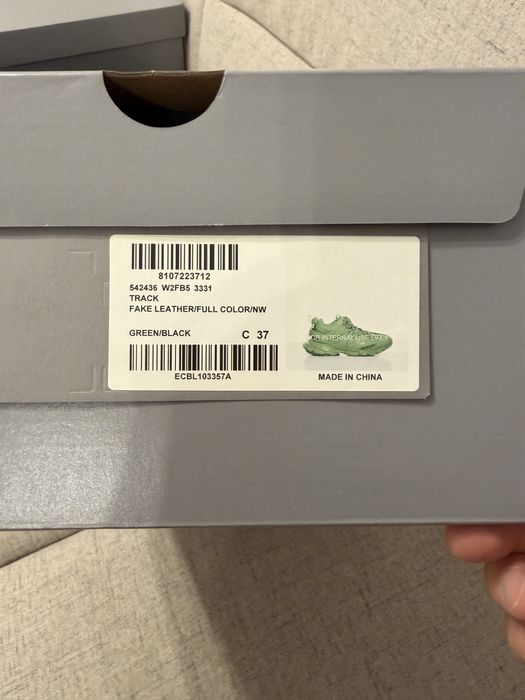 8107223712
542436 W2FB5 3331
TRACK
FAKE LEATHER/FULL COLOR/NW
GREEN/BLACK C 37
FOR INTERNAL USE ONLY
ECBL103357A
MADE IN CHINA